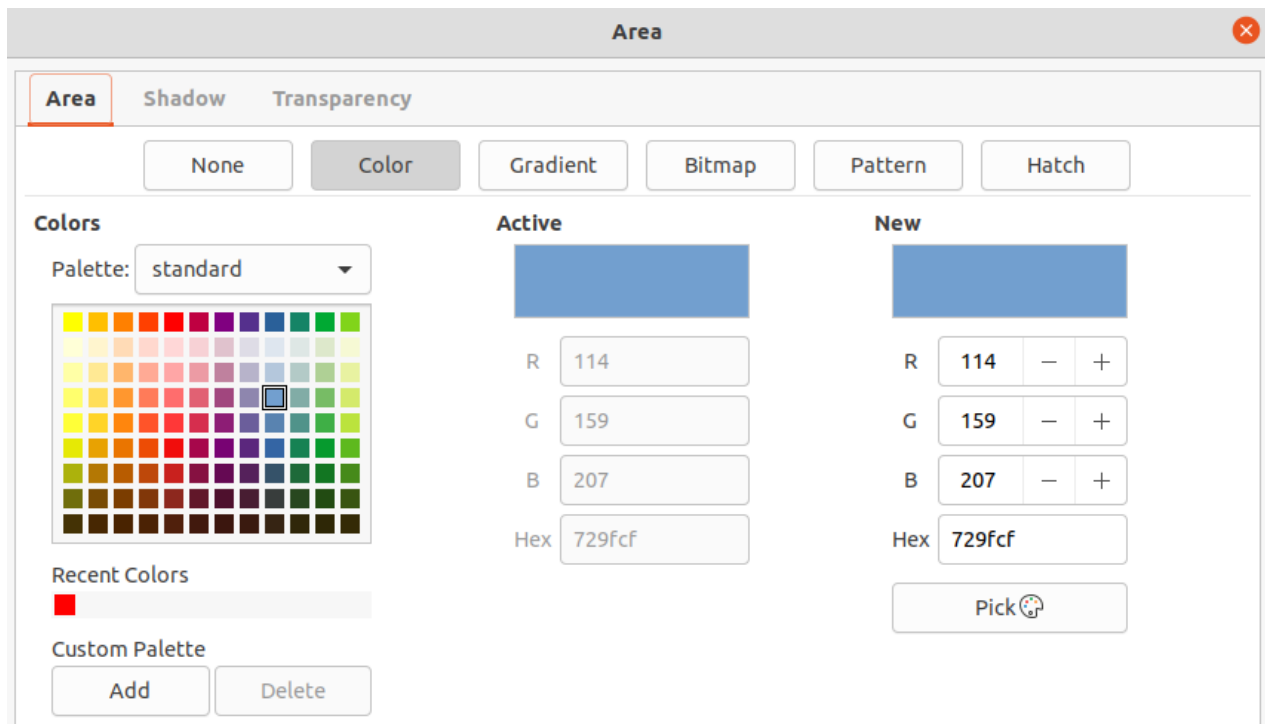 Area
Area Shadow Transparency
None Color Gradient Bitmap Pattern Hatch
Colors Active New
Palette: standard
R 114 R 114 − +
G 159 G 159 − +
B 207 B 207 − +
Hex 729fcf Hex 729fcf
Recent Colors
Pick
Custom Palette
Add Delete